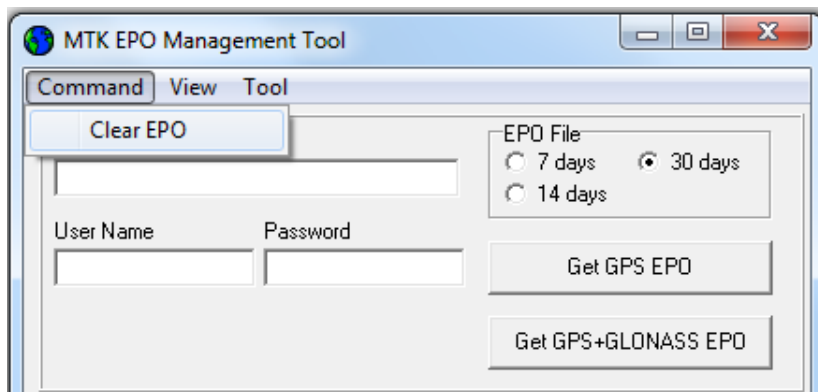 MTK EPO Management Tool
Command View Tool
Clear EPO
EPO File
7 days 30 days
14 days
User Name Password
Get GPS EPO
Get GPS+GLONASS EPO